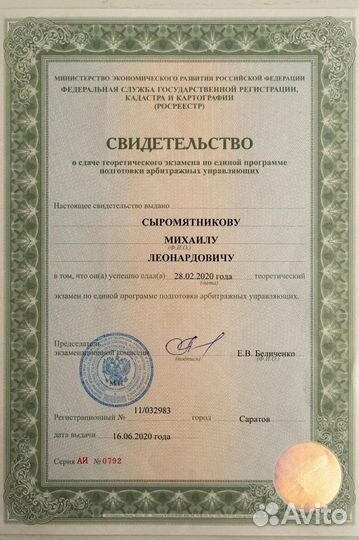 МИНИСТЕРСТВО ЭКОНОМИЧЕСКОГО РАЗВИТИЯ РОССИЙСКОЙ ФЕДЕРАЦИИ
ФЕДЕРАЛЬНАЯ СЛУЖБА ГОСУДАРСТВЕННОЙ РЕГИСТРАЦИИ,
КАДАСТРА И КАРТОГРАФИИ
(РОСРЕЕСТР)
СВИДЕТЕЛЬСТВО
о сдаче теоретического экзамена по единой программе
подготовки арбитражных управляющих
Настоящее свидетельство выдано
СЫРОМЯТНИКОВУ
МИХАИЛУ
(Ф.И.О.)
ЛЕОНАРДОВИЧУ
в том, что он(а) успешно сдал(а) 28.02.2020 года теоретический
(дата)
экзамен по единой программе подготовки арбитражных управляющих.
Председатель
экзаменационной комиссии Е.В. Бедиченко
(подпись) (Ф.И.О.)
М.П.
Регистрационный № 11/032983 город Саратов
дата выдачи 16.06.2020 года
Серия АИ №0792
Avito